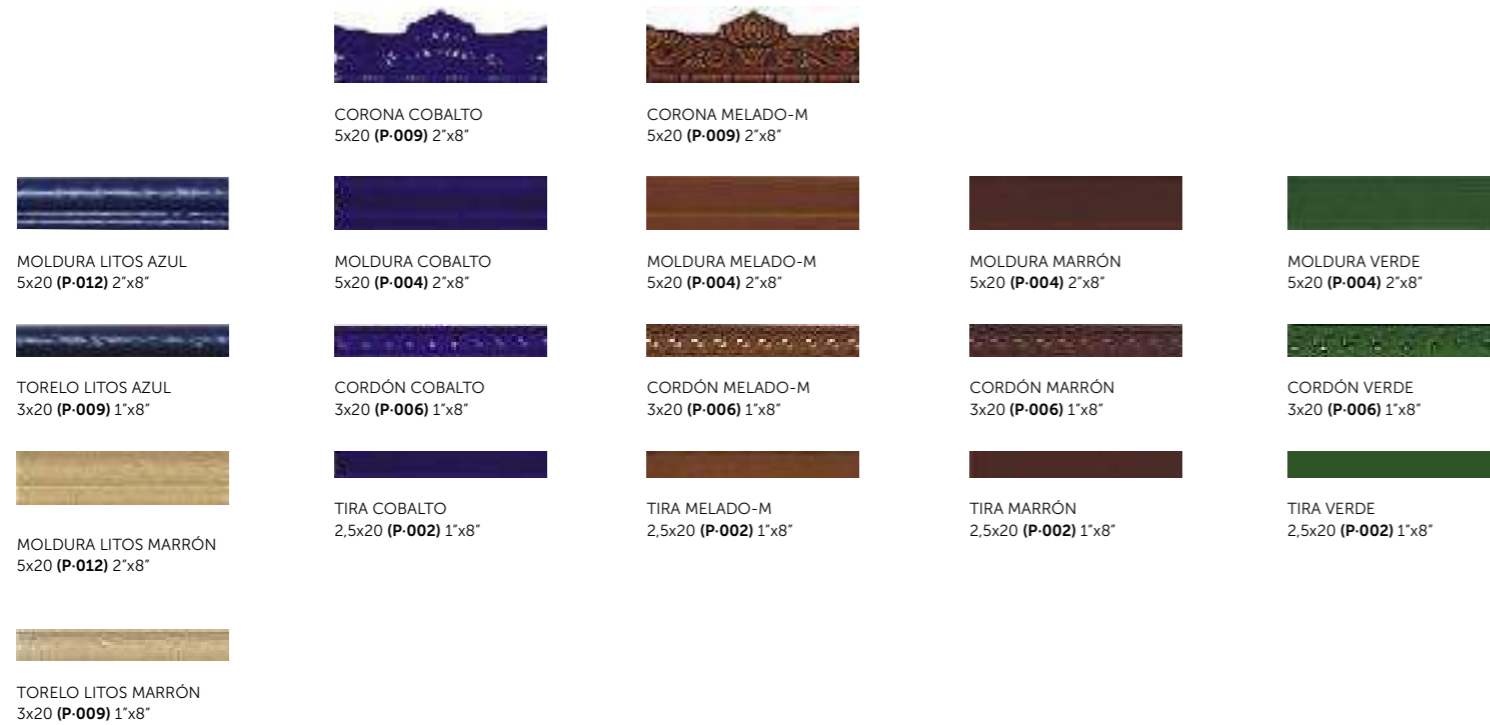 CORONA COBALTO
5x20 (P·009) 2”x8”
CORONA MELADO-M
5x20 (P·009) 2”x8”
MOLDURA LITOS AZUL
5x20 (P·012) 2”x8”
MOLDURA COBALTO
5x20 (P·004) 2”x8”
MOLDURA MELADO-M
5x20 (P·004) 2”x8”
MOLDURA MARRÓN
5x20 (P·004) 2”x8”
MOLDURA VERDE
5x20 (P·004) 2”x8”
TORELO LITOS AZUL
3x20 (P·009) 1”x8”
CORDÓN COBALTO
3x20 (P·006) 1”x8”
CORDÓN MELADO-M
3x20 (P·006) 1”x8”
CORDÓN MARRÓN
3x20 (P·006) 1”x8”
CORDÓN VERDE
3x20 (P·006) 1”x8”
MOLDURA LITOS MARRÓN
5x20 (P·012) 2”x8”
TIRA COBALTO
2,5x20 (P·002) 1”x8”
TIRA MELADO-M
2,5x20 (P·002) 1”x8”
TIRA MARRÓN
2,5x20 (P·002) 1”x8”
TIRA VERDE
2,5x20 (P·002) 1”x8”
TORELO LITOS MARRÓN
3x20 (P·009) 1”x8”